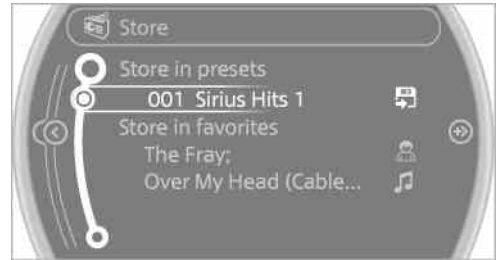 Store
Store in presets
001 Sirius Hits 1
Store in favorites
The Fray:
Over My Head (Cable...